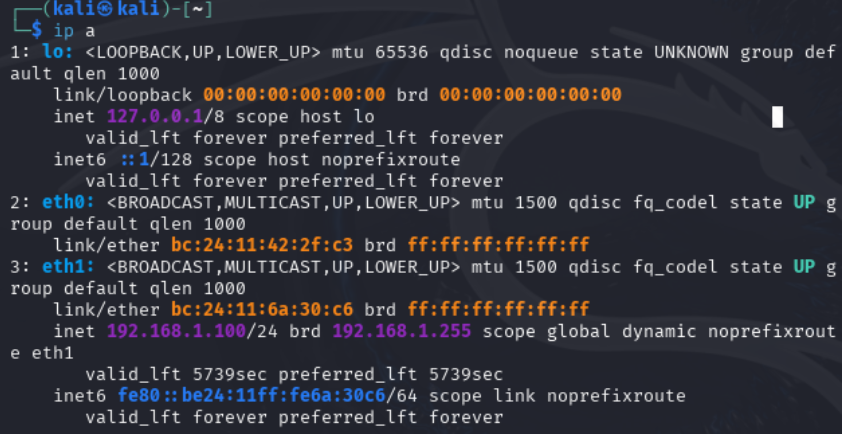 ┌──(kali㉿kali)-[~]
└─$ ip a
1: lo: <LOOPBACK,UP,LOWER_UP> mtu 65536 qdisc noqueue state UNKNOWN group def
ault qlen 1000
    link/loopback 00:00:00:00:00:00 brd 00:00:00:00:00:00
    inet 127.0.0.1/8 scope host lo
       valid_lft forever preferred_lft forever
    inet6 ::1/128 scope host noprefixroute
       valid_lft forever preferred_lft forever
2: eth0: <BROADCAST,MULTICAST,UP,LOWER_UP> mtu 1500 qdisc fq_codel state UP g
roup default qlen 1000
    link/ether bc:24:11:42:2f:c3 brd ff:ff:ff:ff:ff:ff
3: eth1: <BROADCAST,MULTICAST,UP,LOWER_UP> mtu 1500 qdisc fq_codel state UP g
roup default qlen 1000
    link/ether bc:24:11:6a:30:c6 brd ff:ff:ff:ff:ff:ff
    inet 192.168.1.100/24 brd 192.168.1.255 scope global dynamic noprefixrout
e eth1
       valid_lft 5739sec preferred_lft 5739sec
    inet6 fe80::be24:11ff:fe6a:30c6/64 scope link noprefixroute
       valid_lft forever preferred_lft forever